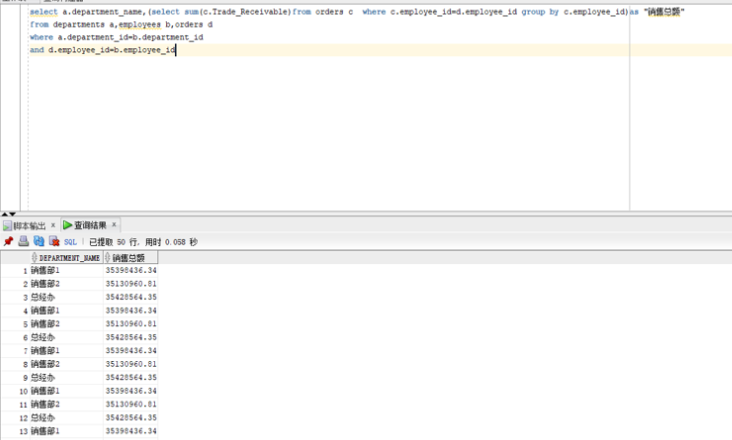 select a.department_name,(select sum(c.Trade_Receivable)from orders c  where c.employee_id=d.employee_id group by c.employee_id)as "销售总额"
from departments a,employees b,orders d
where a.department_id=b.department_id
and d.employee_id=b.employee_id
脚本输出 × 查询结果 ×
SQL | 已提取 50 行, 用时 0.058 秒
DEPARTMENT_NAME 销售总额
1 销售部1 35398436.34
2 销售部2 35130960.81
3 总经办 35428564.35
4 销售部1 35398436.34
5 销售部2 35130960.81
6 总经办 35428564.35
7 销售部1 35398436.34
8 销售部2 35130960.81
9 总经办 35428564.35
10 销售部1 35398436.34
11 销售部2 35130960.81
12 总经办 35428564.35
13 销售部1 35398436.34